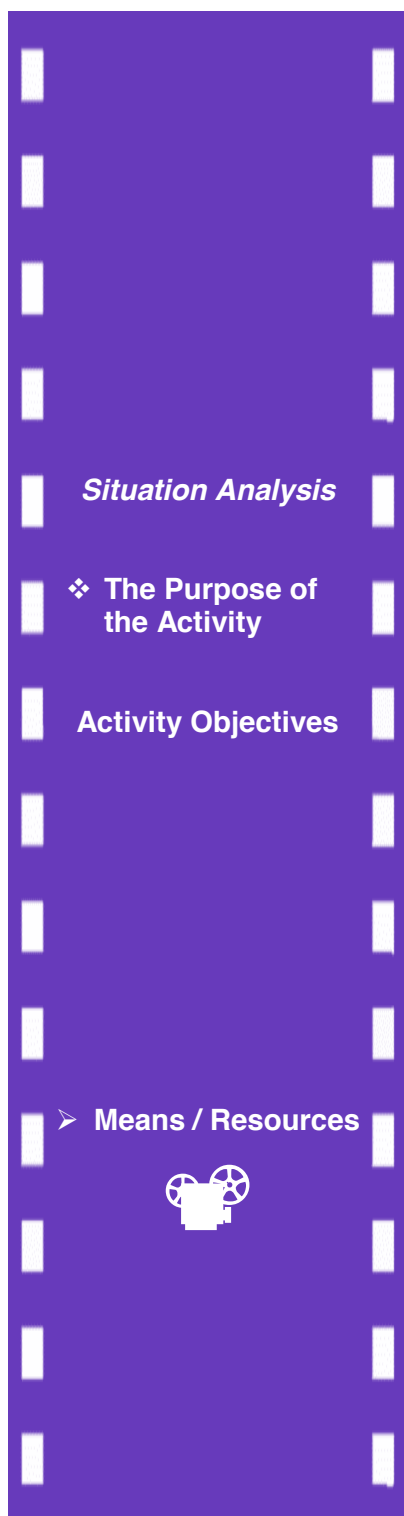 Situation Analysis
❖ The Purpose of
the Activity
Activity Objectives
➢ Means / Resources